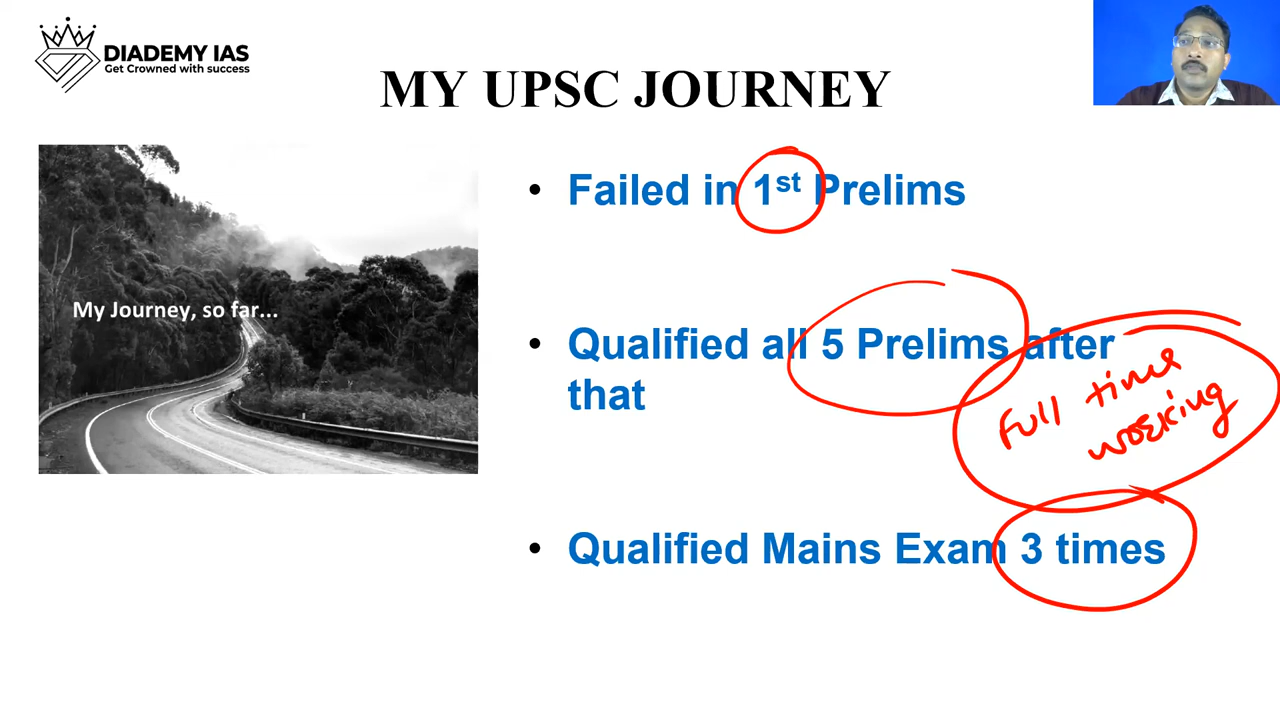 DIADEMY IAS
Get Crowned with success
MY UPSC JOURNEY
My Journey, so far...
• Failed in 1st Prelims
• Qualified all 5 Prelims after
that
Full time
working
• Qualified Mains Exam 3 times